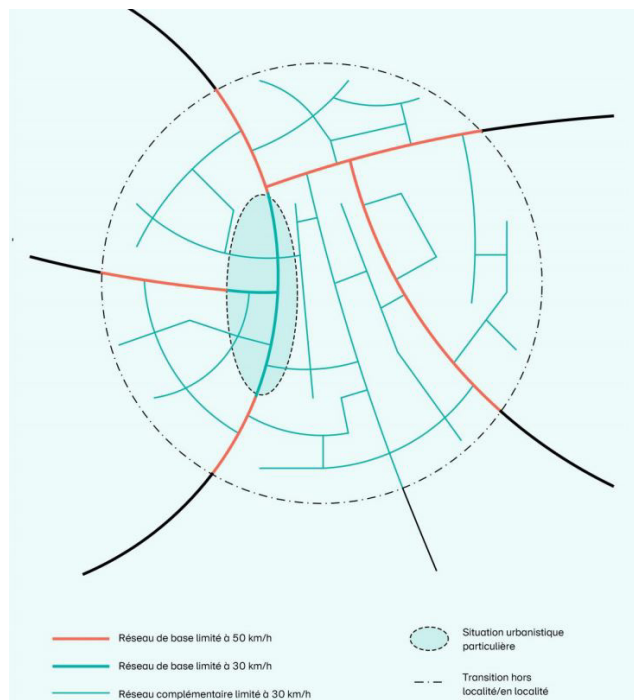 Réseau de base limité à 50 km/h
Réseau de base limité à 30 km/h
Réseau complémentaire limité à 30 km/h
Situation urbanistique
particulière
Transition hors
localité/en localité